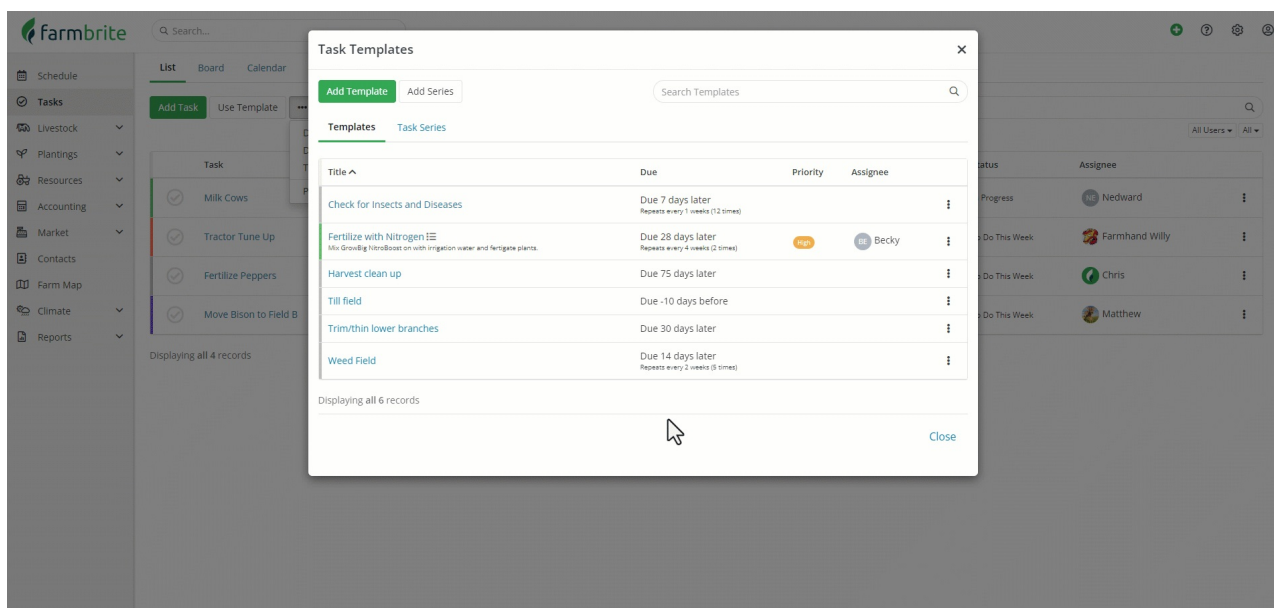 farmbrite
Search...
Schedule
Tasks
Livestock
Plantings
Resources
Accounting
Market
Contacts
Farm Map
Climate
Reports
List Board Calendar
Add Task Use Template
All Users All
Task
Assignee
Milk Cows
Progress
NE Nedward
Tractor Tune Up
Do This Week
Farmhand Willy
Fertilize Peppers
Do This Week
Chris
Move Bison to Field B
Do This Week
Matthew
Displaying all 4 records
Task Templates
Add Template Add Series
Search Templates
Templates Task Series
Title Due Priority Assignee
Check for Insects and Diseases
Due 7 days later
Repeats every 1 weeks (12 times)
Fertilize with Nitrogen
Mix GrowBig NitroBoost on with irrigation water and fertigate plants.
Due 28 days later
Repeats every 4 weeks (2 times)
High
BE Becky
Harvest clean up
Due 75 days later
Till field
Due -10 days before
Trim/thin lower branches
Due 30 days later
Weed Field
Due 14 days later
Repeats every 2 weeks (5 times)
Displaying all 6 records
Close